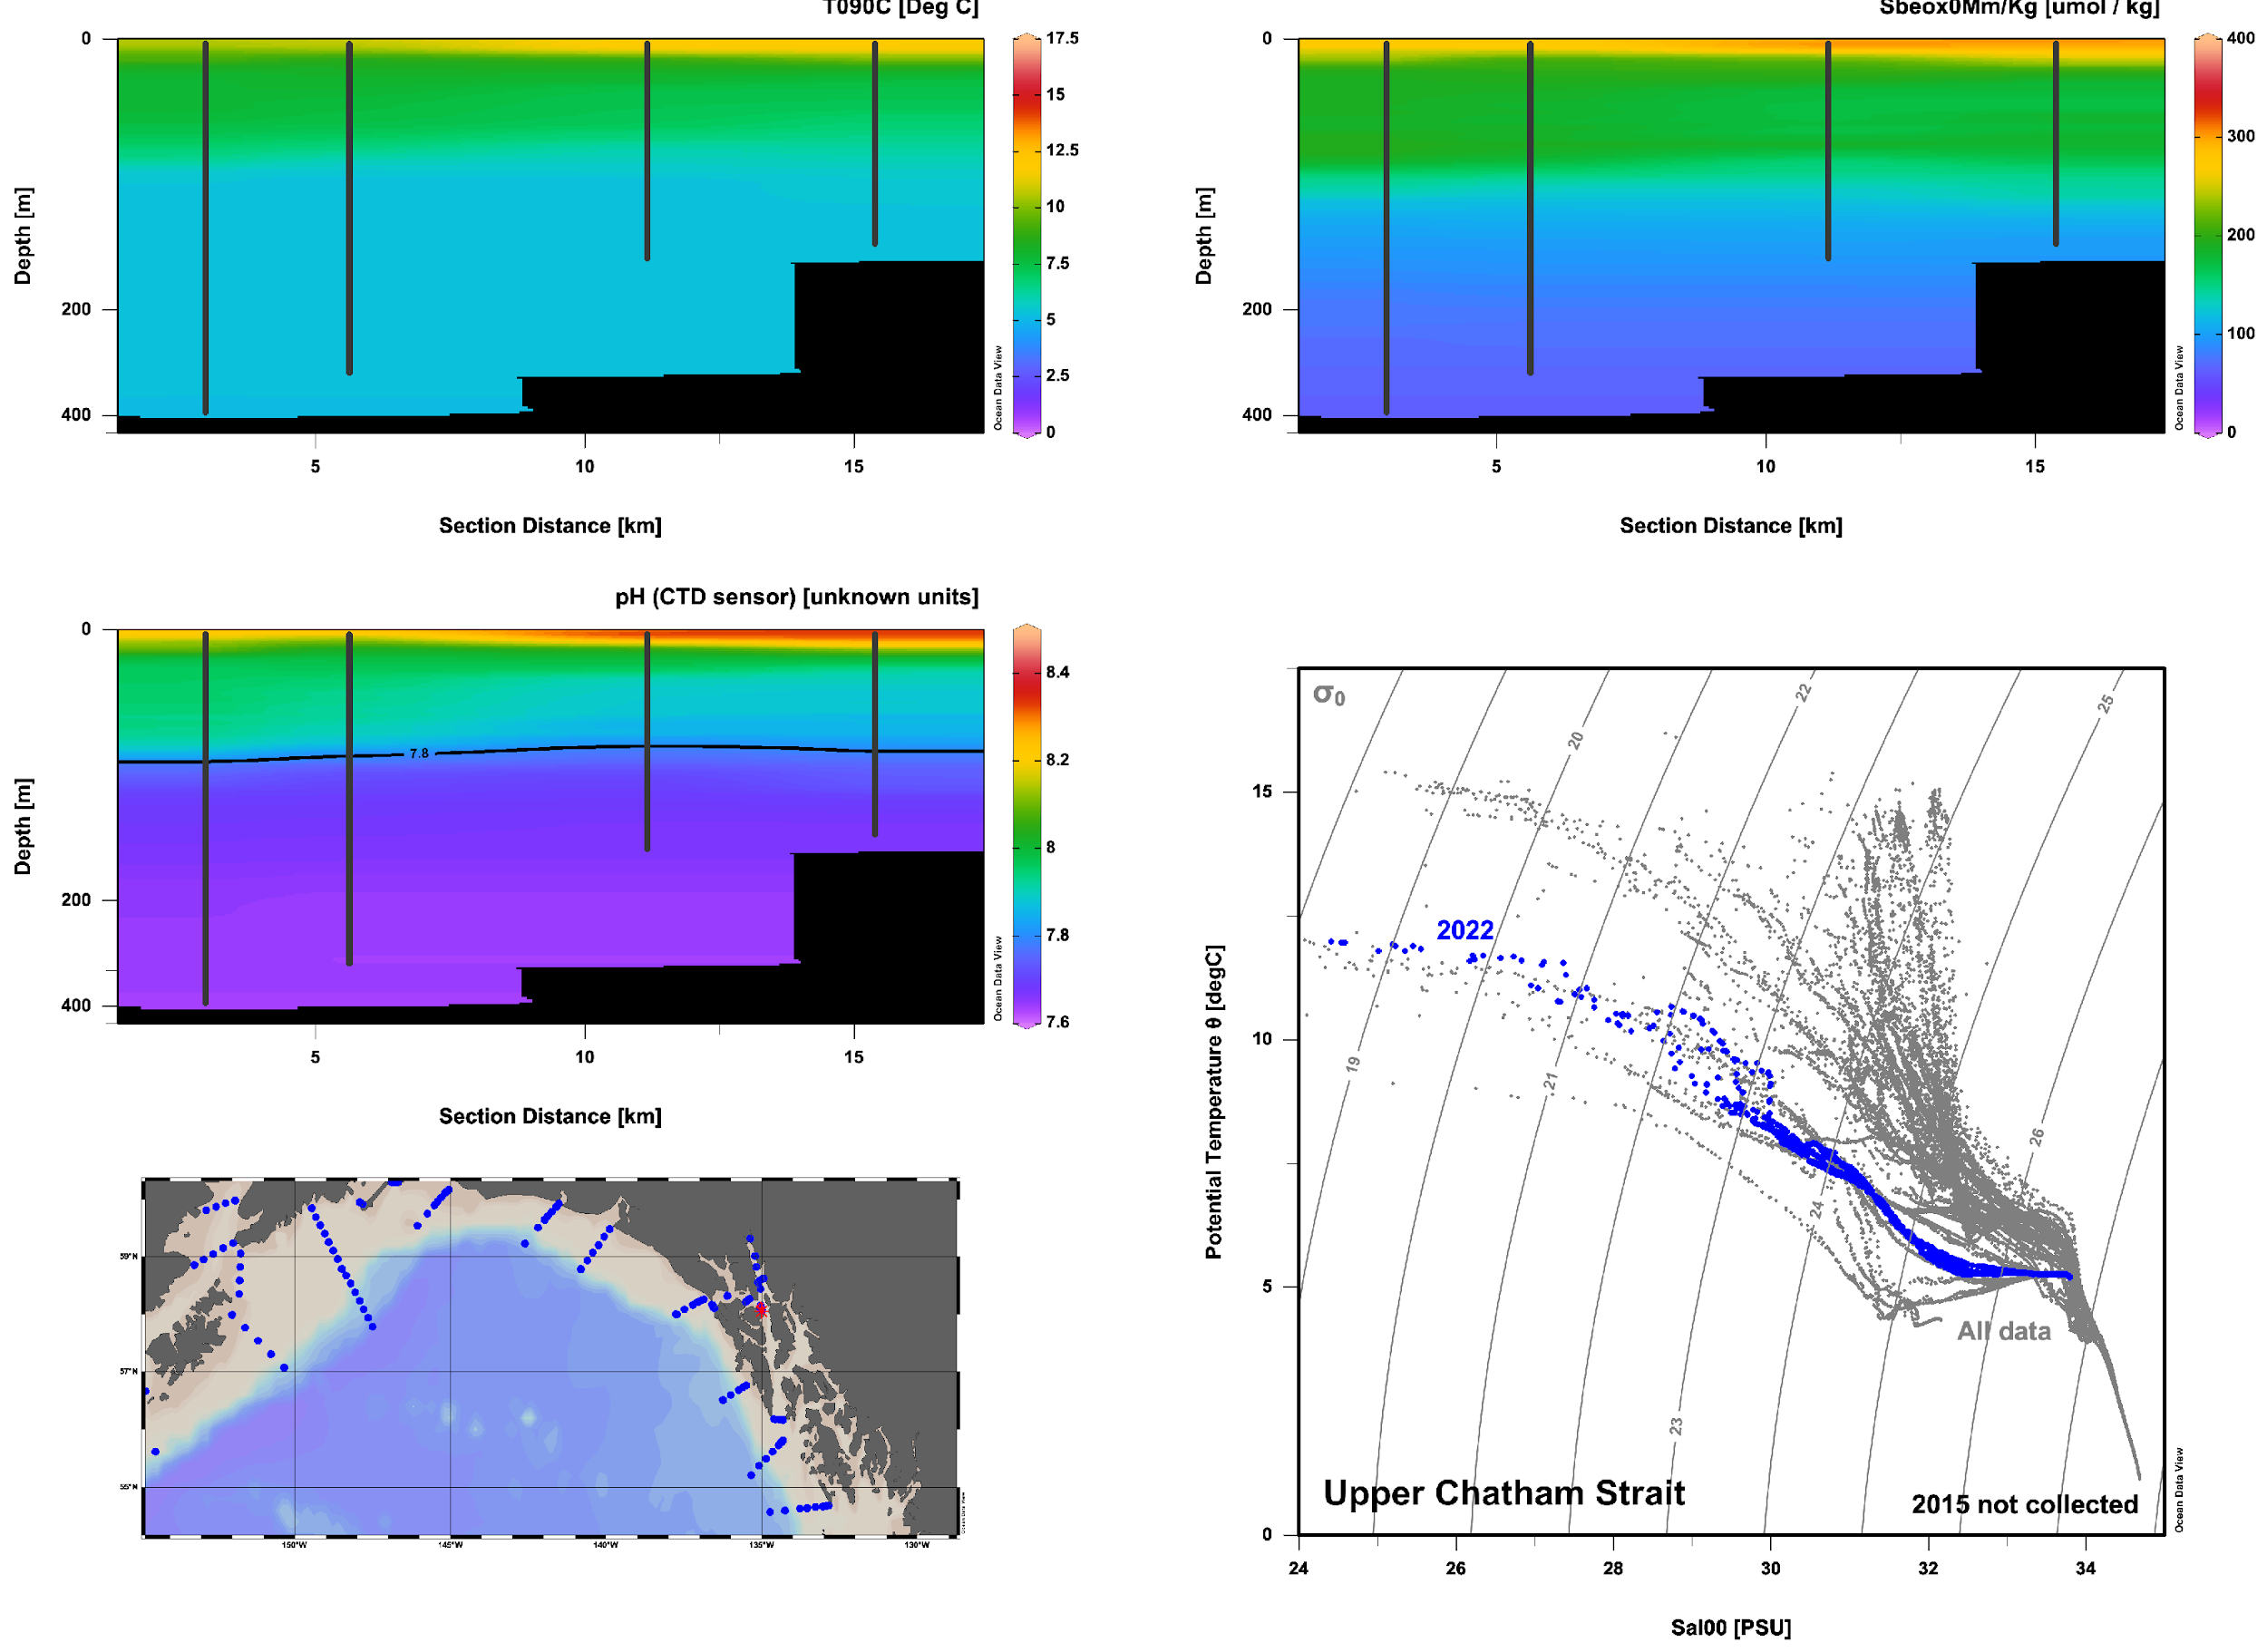 T090C [Deg C]
0
200
400
Depth [m]
5
10
15
Section Distance [km]
17.5
15
12.5
10
7.5
5
2.5
0
Ocean Data View
Sbeox0Mm/Kg [umol / kg]
0
200
400
Depth [m]
5
10
15
Section Distance [km]
400
300
200
100
0
Ocean Data View
pH (CTD sensor) [unknown units]
0
200
400
Depth [m]
7.8
5
10
15
Section Distance [km]
8.4
8.2
8
7.8
7.6
Ocean Data View
59°N
57°N
55°N
150°W
145°W
140°W
135°W
130°W
Ocean Data View
σ0
20
22
25
19
21
24
26
23
2022
All data
Upper Chatham Strait
2015 not collected
15
10
5
0
Potential Temperature θ [degC]
24
26
28
30
32
34
Sal00 [PSU]
Ocean Data View